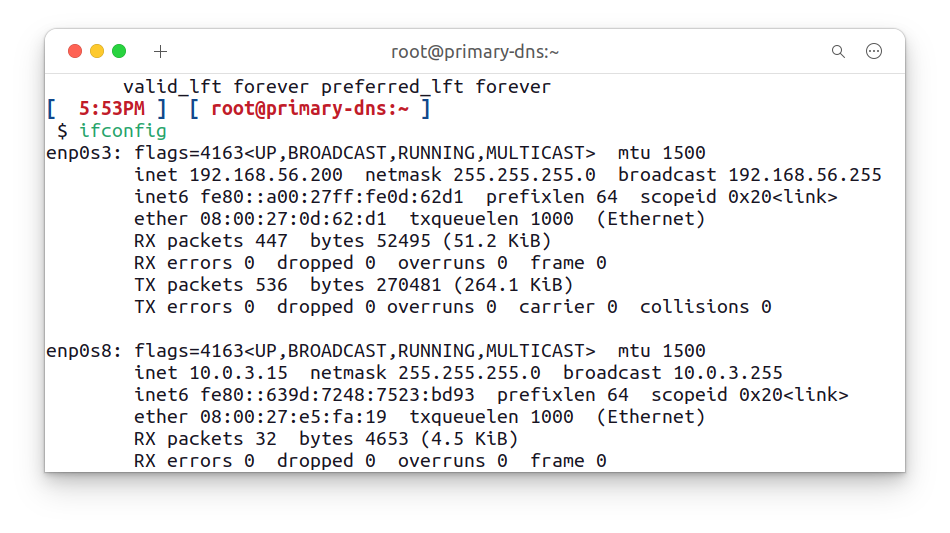 root@primary-dns:~
valid_lft forever preferred_lft forever
[  5:53PM ]  [ root@primary-dns:~ ]
$ ifconfig
enp0s3: flags=4163<UP,BROADCAST,RUNNING,MULTICAST>  mtu 1500
inet 192.168.56.200  netmask 255.255.255.0  broadcast 192.168.56.255
inet6 fe80::a00:27ff:fe0d:62d1  prefixlen 64  scopeid 0x20<link>
ether 08:00:27:0d:62:d1  txqueuelen 1000  (Ethernet)
RX packets 447  bytes 52495 (51.2 KiB)
RX errors 0  dropped 0  overruns 0  frame 0
TX packets 536  bytes 270481 (264.1 KiB)
TX errors 0  dropped 0 overruns 0  carrier 0  collisions 0
enp0s8: flags=4163<UP,BROADCAST,RUNNING,MULTICAST>  mtu 1500
inet 10.0.3.15  netmask 255.255.255.0  broadcast 10.0.3.255
inet6 fe80::639d:7248:7523:bd93  prefixlen 64  scopeid 0x20<link>
ether 08:00:27:e5:fa:19  txqueuelen 1000  (Ethernet)
RX packets 32  bytes 4653 (4.5 KiB)
RX errors 0  dropped 0  overruns 0  frame 0